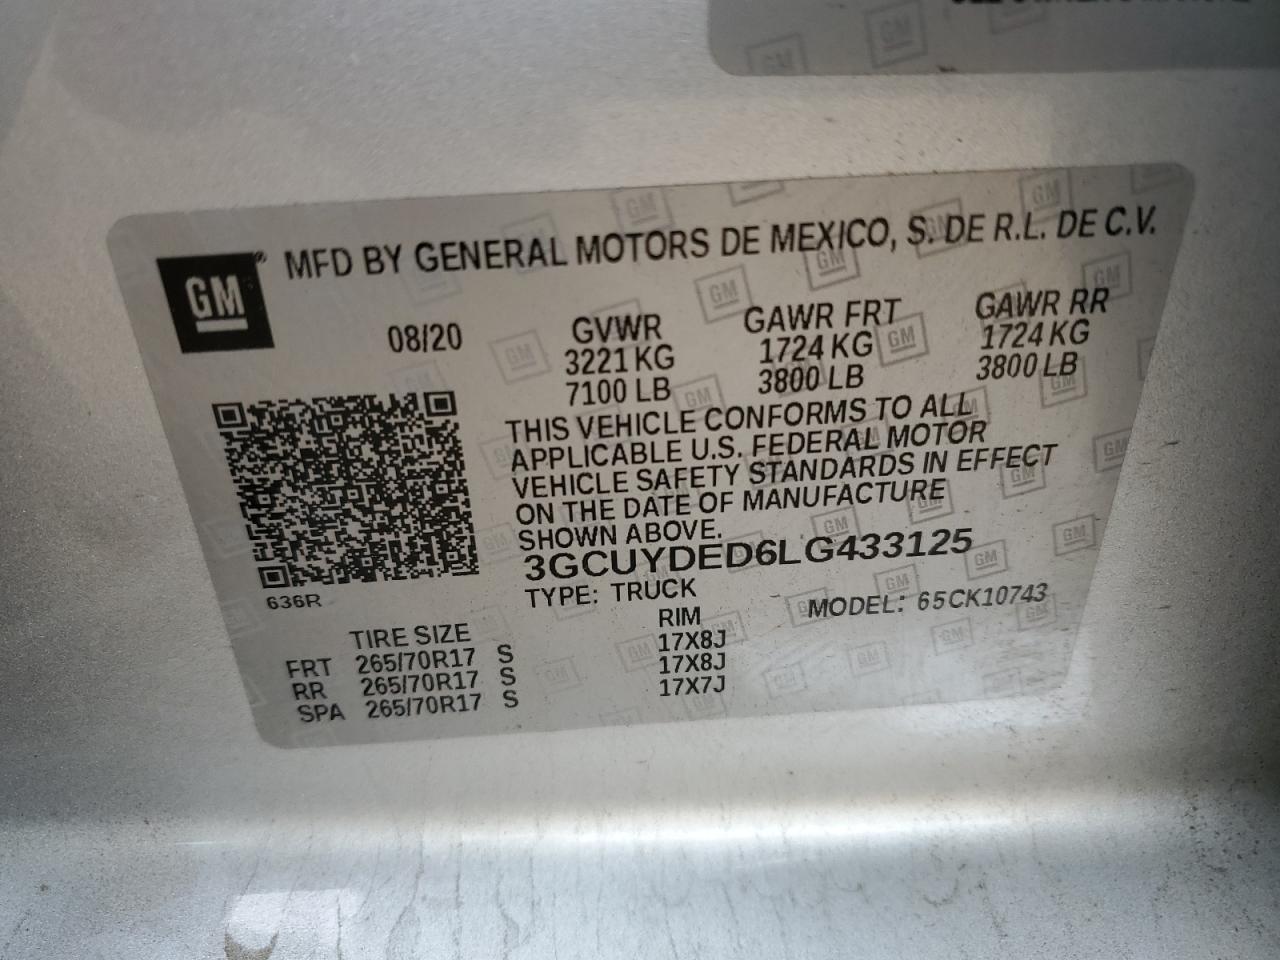 GM
MFD BY GENERAL MOTORS DE MEXICO, S. DE R.L. DE C.V.
08/20 GVWR GAWR FRT GAWR RR
3221 KG 1724 KG 1724 KG
7100 LB 3800 LB 3800 LB
THIS VEHICLE CONFORMS TO ALL
APPLICABLE U.S. FEDERAL MOTOR
VEHICLE SAFETY STANDARDS IN EFFECT
ON THE DATE OF MANUFACTURE
SHOWN ABOVE.
3GCUYDED6LG433125
636R
TYPE: TRUCK MODEL: 65CK10743
TIRE SIZE RIM
FRT 265/70R17 S 17X8J
RR 265/70R17 S 17X8J
SPA 265/70R17 S 17X7J